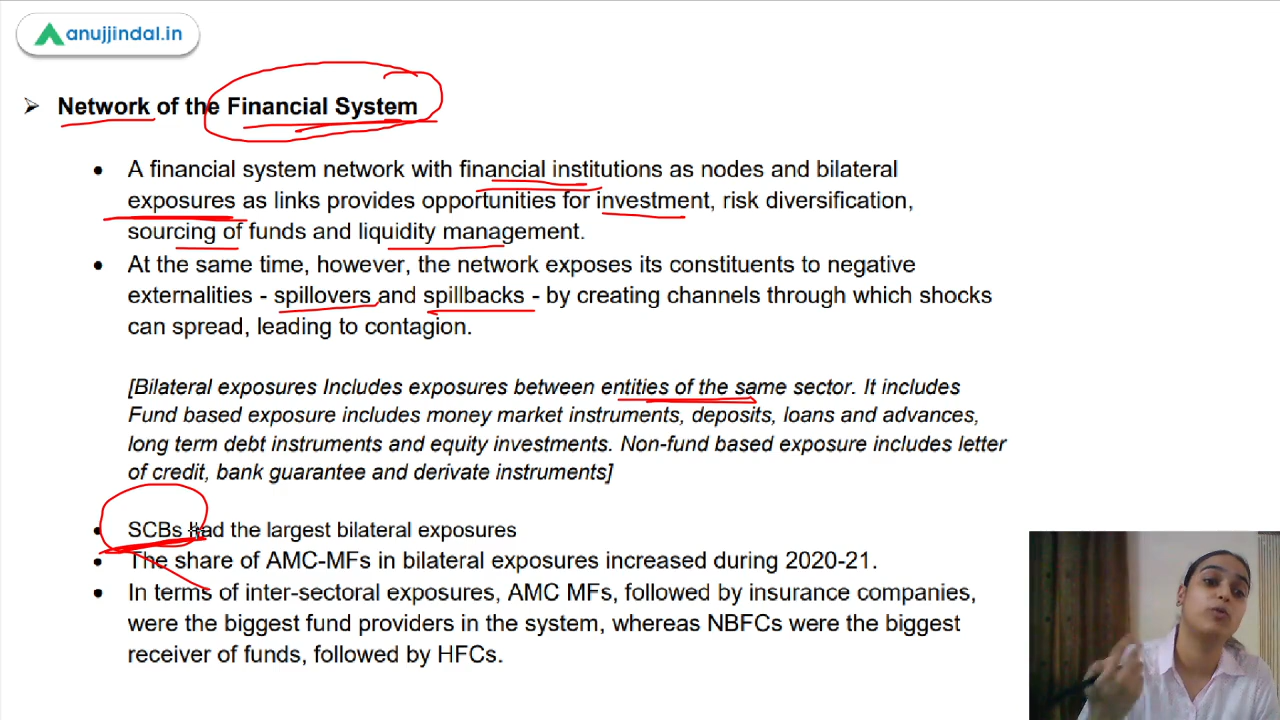 anujjindal.in
➢ Network of the Financial System
• A financial system network with financial institutions as nodes and bilateral
exposures as links provides opportunities for investment, risk diversification,
sourcing of funds and liquidity management.
• At the same time, however, the network exposes its constituents to negative
externalities - spillovers and spillbacks - by creating channels through which shocks
can spread, leading to contagion.
[Bilateral exposures Includes exposures between entities of the same sector. It includes
Fund based exposure includes money market instruments, deposits, loans and advances,
long term debt instruments and equity investments. Non-fund based exposure includes letter
of credit, bank guarantee and derivate instruments]
• SCBs had the largest bilateral exposures
• The share of AMC-MFs in bilateral exposures increased during 2020-21.
• In terms of inter-sectoral exposures, AMC MFs, followed by insurance companies,
were the biggest fund providers in the system, whereas NBFCs were the biggest
receiver of funds, followed by HFCs.